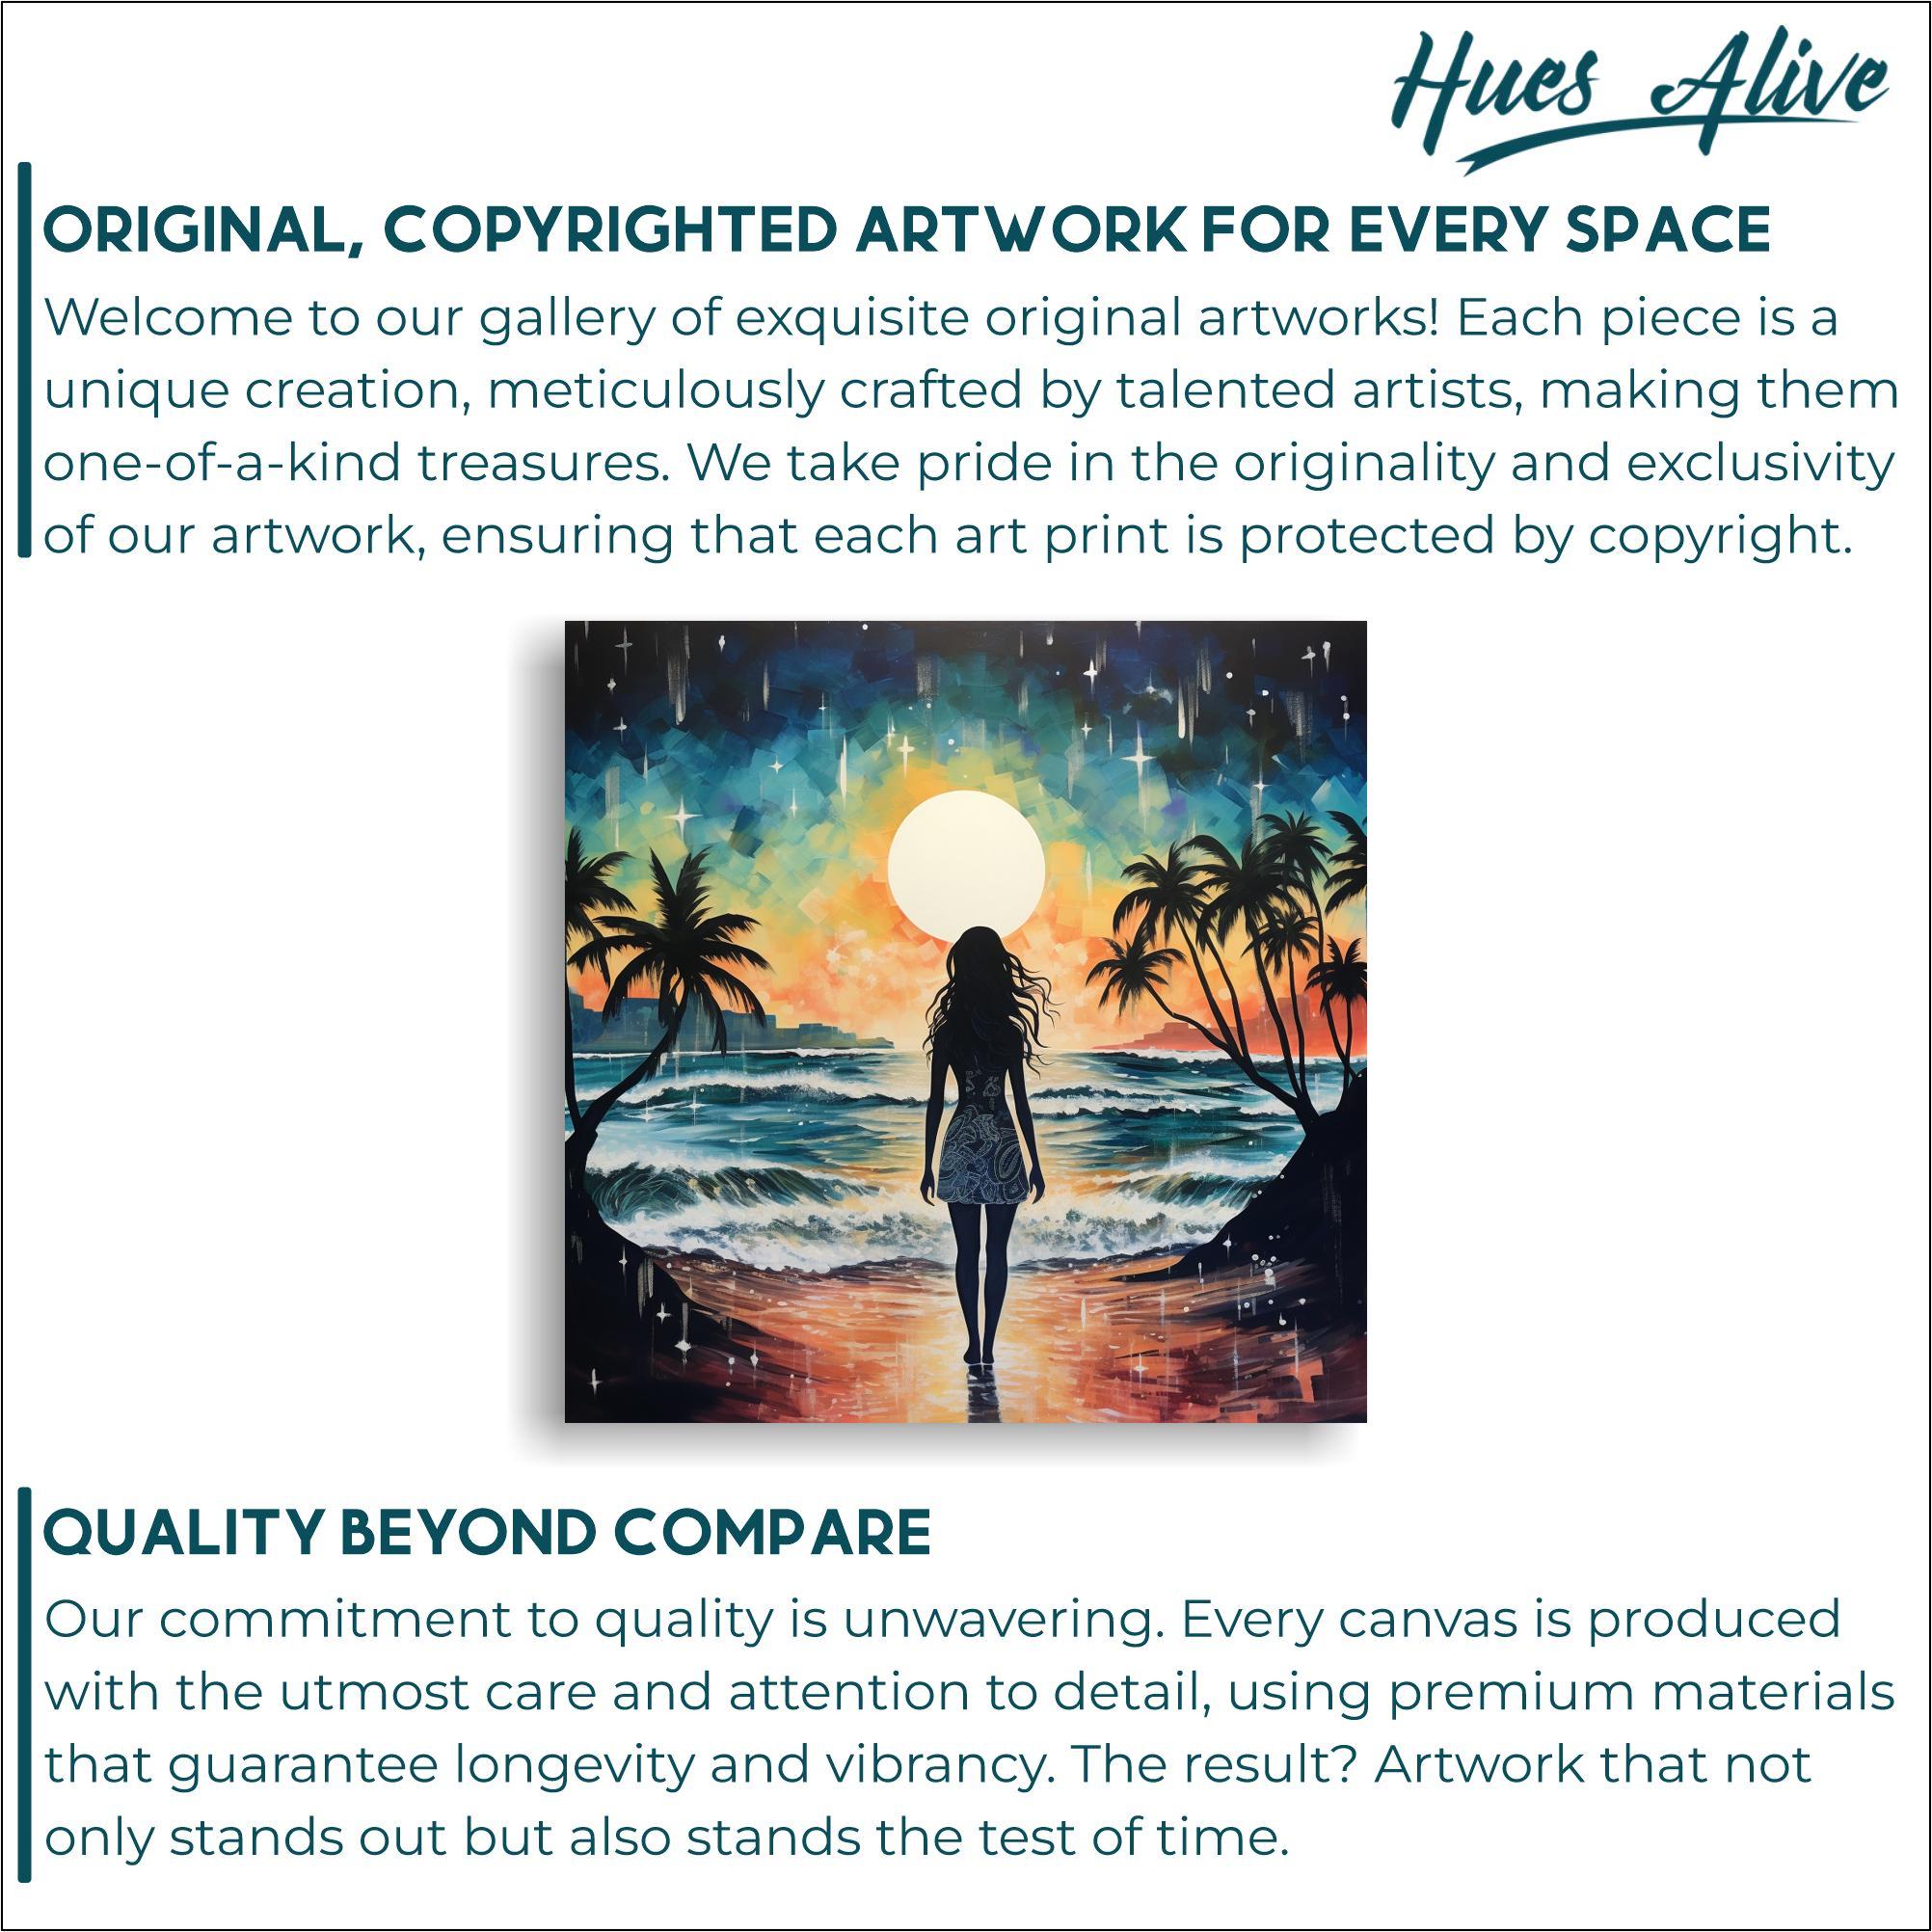 Hues Alive
ORIGINAL, COPYRIGHTED ARTWORK FOR EVERY SPACE
Welcome to our gallery of exquisite original artworks! Each piece is a
unique creation, meticulously crafted by talented artists, making them
one-of-a-kind treasures. We take pride in the originality and exclusivity
of our artwork, ensuring that each art print is protected by copyright.
QUALITY BEYOND COMPARE
Our commitment to quality is unwavering. Every canvas is produced
with the utmost care and attention to detail, using premium materials
that guarantee longevity and vibrancy. The result? Artwork that not
only stands out but also stands the test of time.